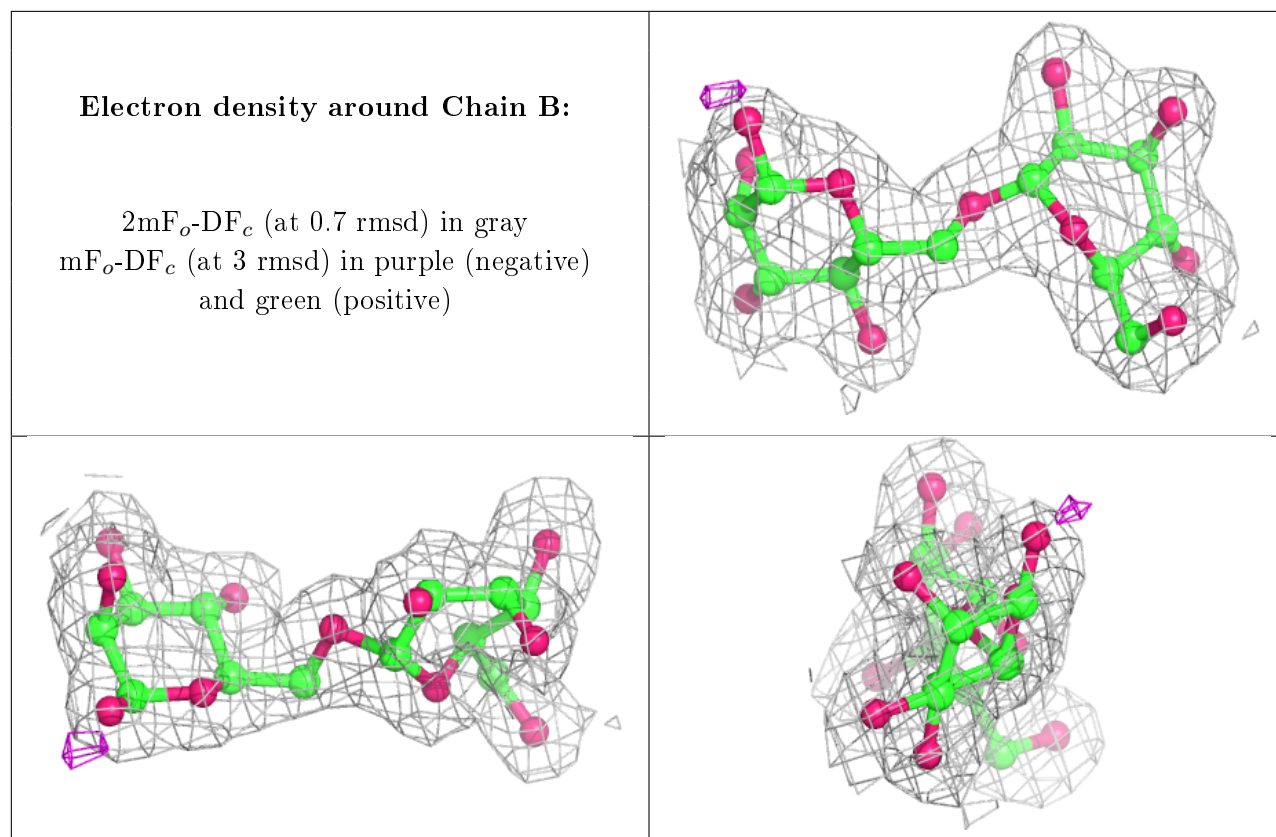 Electron density around Chain B:
2mFₒ-DF𝒸 (at 0.7 rmsd) in gray
mFₒ-DF𝒸 (at 3 rmsd) in purple (negative)
and green (positive)